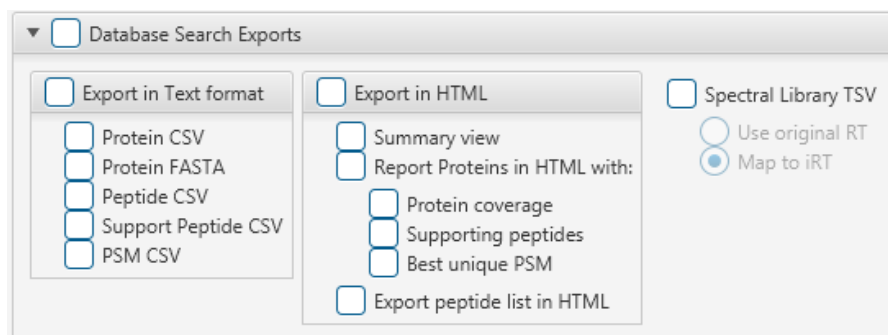 Database Search Exports
Export in Text format
Protein CSV
Protein FASTA
Peptide CSV
Support Peptide CSV
PSM CSV
Export in HTML
Summary view
Report Proteins in HTML with:
Protein coverage
Supporting peptides
Best unique PSM
Export peptide list in HTML
Spectral Library TSV
Use original RT
Map to iRT